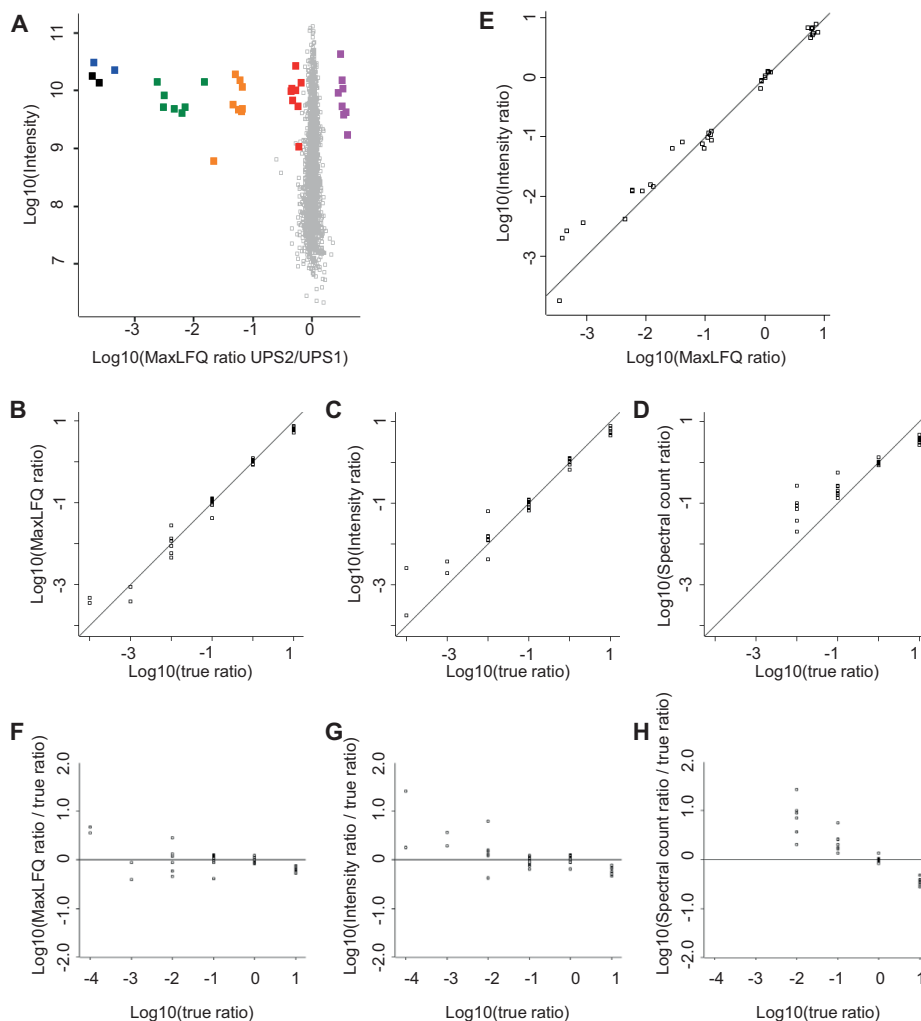 A
Log10(Intensity)
11
10
9
8
7
-3
-2
-1
0
Log10(MaxLFQ ratio UPS2/UPS1)
E
Log10(Intensity ratio)
1
0
-1
-2
-3
-3
-2
-1
0
1
Log10(MaxLFQ ratio)
B
Log10(MaxLFQ ratio)
1
-1
-3
-3
-1
1
Log10(true ratio)
C
Log10(Intensity ratio)
1
-1
-3
-3
-1
1
Log10(true ratio)
D
Log10(Spectral count ratio)
1
-1
-3
-3
-1
1
Log10(true ratio)
F
Log10(MaxLFQ ratio / true ratio)
2.0
1.0
0
-1.0
-2.0
-4
-3
-2
-1
0
1
Log10(true ratio)
G
Log10(Intensity ratio / true ratio)
2.0
1.0
0
-1.0
-2.0
-4
-3
-2
-1
0
1
Log10(true ratio)
H
Log10(Spectral count ratio / true ratio)
2.0
1.0
0
-1.0
-2.0
-4
-3
-2
-1
0
1
Log10(true ratio)